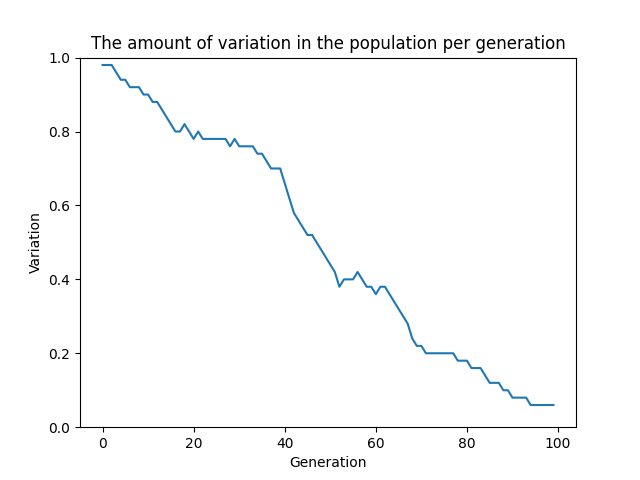 The amount of variation in the population per generation
1.0
0.8
0.6
0.4
0.2
0.0
Variation
0 20 40 60 80 100
Generation